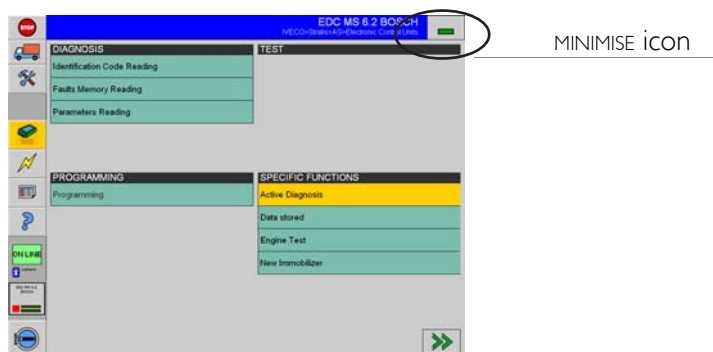 STOP
EDC MS 6.2 BOSCH
IVECO>Stralis>AS>Electronic Control Units
MINIMISE icon
DIAGNOSIS
Identification Code Reading
Faults Memory Reading
Parameters Reading
TEST
PROGRAMMING
Programming
SPECIFIC FUNCTIONS
Active Diagnosis
Data stored
Engine Test
New Immobilizer
ON LINE
EDC MS 6.2
BOSCH